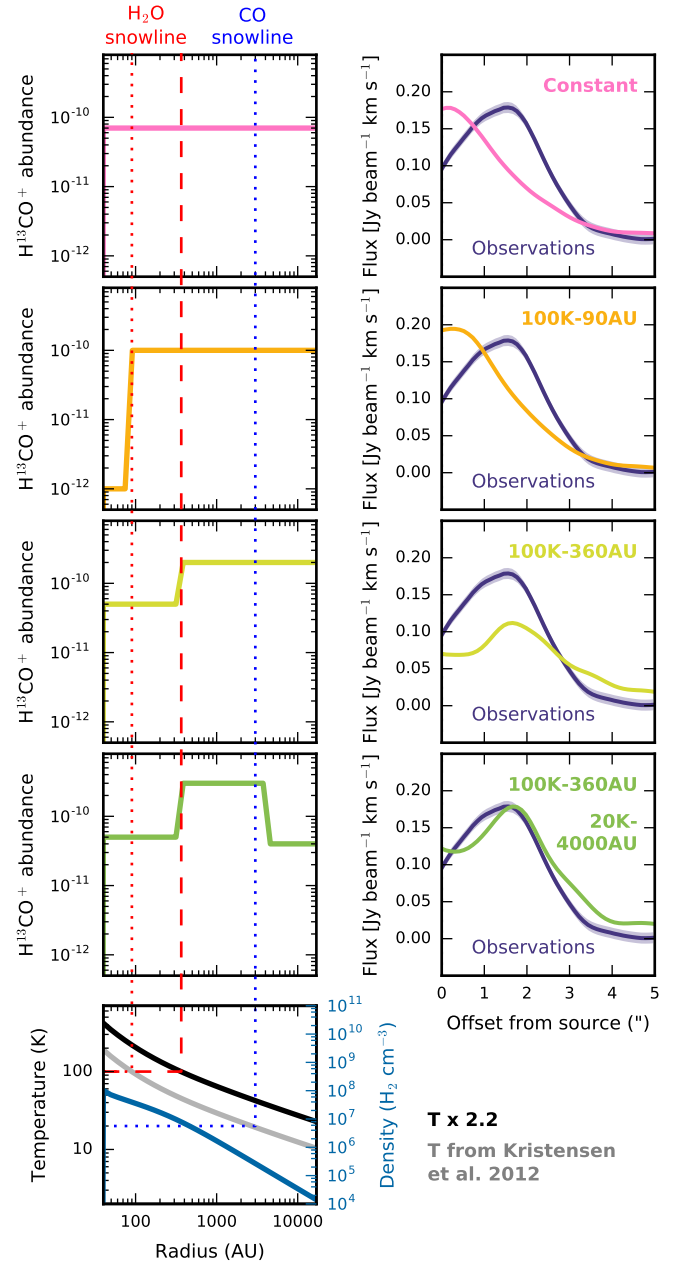 H₂O
snowline
CO
snowline
H¹³CO⁺ abundance
10⁻¹⁰
10⁻¹¹
10⁻¹²
Flux [Jy beam⁻¹ km s⁻¹]
0.20
0.15
0.10
0.05
0.00
Constant
Observations
H¹³CO⁺ abundance
10⁻¹⁰
10⁻¹¹
10⁻¹²
Flux [Jy beam⁻¹ km s⁻¹]
0.20
0.15
0.10
0.05
0.00
100K-90AU
Observations
H¹³CO⁺ abundance
10⁻¹⁰
10⁻¹¹
10⁻¹²
Flux [Jy beam⁻¹ km s⁻¹]
0.20
0.15
0.10
0.05
0.00
100K-360AU
Observations
H¹³CO⁺ abundance
10⁻¹⁰
10⁻¹¹
10⁻¹²
Flux [Jy beam⁻¹ km s⁻¹]
0.20
0.15
0.10
0.05
0.00
100K-360AU
20K-
4000AU
Observations
0 1 2 3 4 5
Offset from source (")
Temperature (K)
100
10
10¹¹
10¹⁰
10⁹
10⁸
10⁷
10⁶
10⁵
10⁴
Density (H₂ cm⁻³)
100 1000 10000
Radius (AU)
T x 2.2
T from Kristensen
et al. 2012